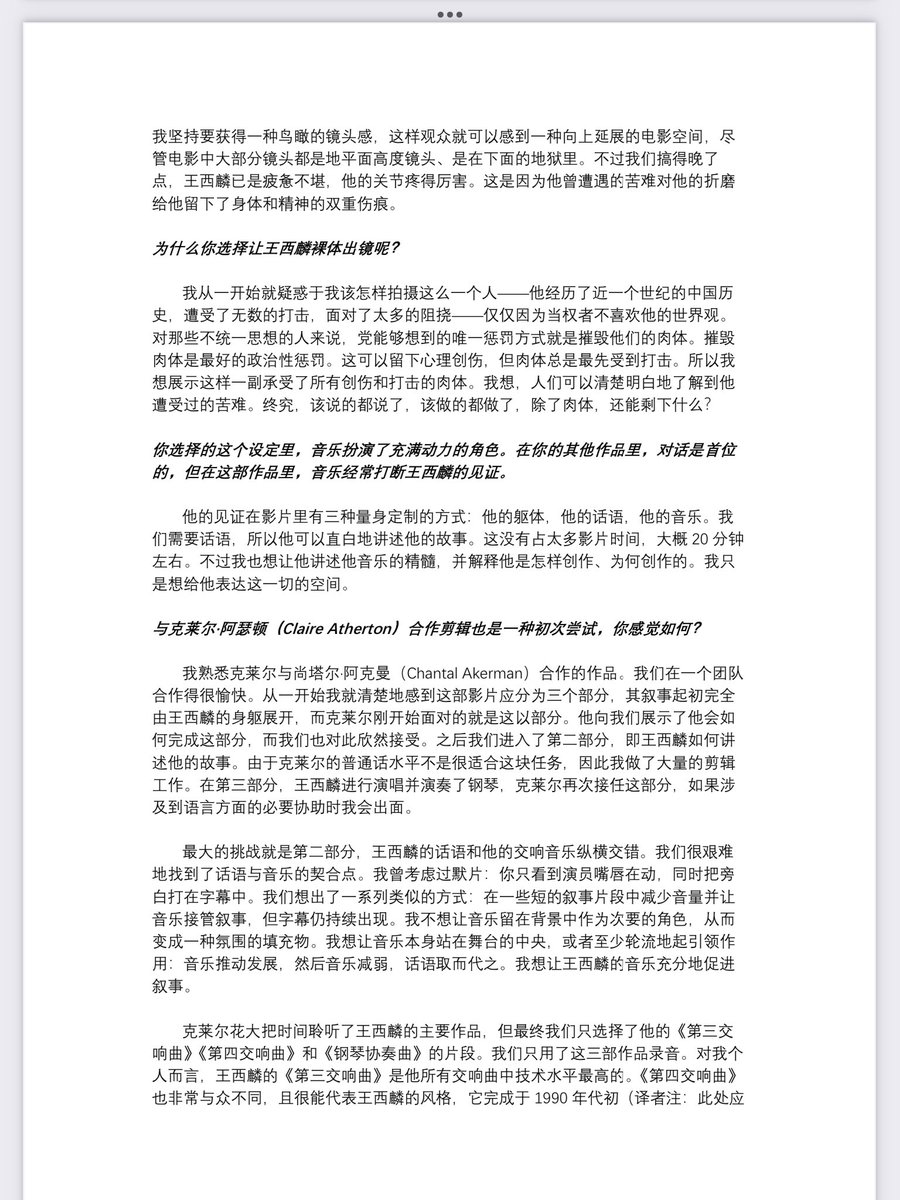 我坚持要获得一种鸟瞰的镜头感，这样观众就可以感到一种向上延展的电影空间，尽
管电影中大部分镜头都是地平面高度镜头、是在下面的地狱里。不过我们搞得晚了
点，王西麟已是疲惫不堪，他的关节疼得厉害。这是因为他曾遭遇的苦难对他的折磨
给他留下了身体和精神的双重伤痕。
为什么你选择让王西麟裸体出镜呢？
我从一开始就疑惑于我该怎样拍摄这么一个人——他经历了近一个世纪的中国历
史，遭受了无数的打击，面对了太多的阻挠——仅仅因为当权者不喜欢他的世界观。
对那些不统一思想的人来说，党能够想到的唯一惩罚方式就是摧毁他们的肉体。摧毁
肉体是最好的政治性惩罚。这可以留下心理创伤，但肉体总是最先受到打击。所以我
想展示这样一副承受了所有创伤和打击的肉体。我想，人们可以清楚明白地了解到他
遭受过的苦难。终究，该说的都说了，该做的都做了，除了肉体，还能剩下什么？
你选择的这个设定里，音乐扮演了充满动力的角色。在你的其他作品里，对话是首位
的，但在这部作品里，音乐经常打断王西麟的见证。
他的见证在影片里有三种量身定制的方式：他的躯体，他的话语，他的音乐。我
们需要话语，所以他可以直白地讲述他的故事。这没有占太多影片时间，大概 20 分钟
左右。不过我也想让他讲述他音乐的精髓，并解释他是怎样创作、为何创作的。我只
是想给他表达这一切的空间。
与克莱尔·阿瑟顿（Claire Atherton）合作剪辑也是一种初次尝试，你感觉如何？
我熟悉克莱尔与尚塔尔·阿克曼（Chantal Akerman）合作的作品。我们在一个团队
合作得很愉快。从一开始我就清楚地感到这部影片应分为三个部分，其叙事起初完全
由王西麟的身躯展开，而克莱尔刚开始面对的就是这以部分。他向我们展示了他会如
何完成这部分，而我们也对此欣然接受。之后我们进入了第二部分，即王西麟如何讲
述他的故事。由于克莱尔的普通话水平不是很适合这块任务，因此我做了大量的剪辑
工作。在第三部分，王西麟进行演唱并演奏了钢琴，克莱尔再次接任这部分，如果涉
及到语言方面的必要协助时我会出面。
最大的挑战就是第二部分，王西麟的话语和他的交响音乐纵横交错。我们很艰难
地找到了话语与音乐的契合点。我曾考虑过默片：你只看到演员嘴唇在动，同时把旁
白打在字幕中。我们想出了一系列类似的方式：在一些短的叙事片段中减少音量并让
音乐接管叙事，但字幕仍持续出现。我不想让音乐留在背景中作为次要的角色，从而
变成一种氛围的填充物。我想让音乐本身站在舞台的中央，或者至少轮流地起引领作
用：音乐推动发展，然后音乐减弱，话语取而代之。我想让王西麟的音乐充分地促进
叙事。
克莱尔花大把时间聆听了王西麟的主要作品，但最终我们只选择了他的《第三交
响曲》《第四交响曲》和《钢琴协奏曲》的片段。我们只用了这三部作品录音。对我个
人而言，王西麟的《第三交响曲》是他所有交响曲中技术水平最高的。《第四交响曲》
也非常与众不同，且很能代表王西麟的风格，它完成于 1990 年代初（译者注：此处应